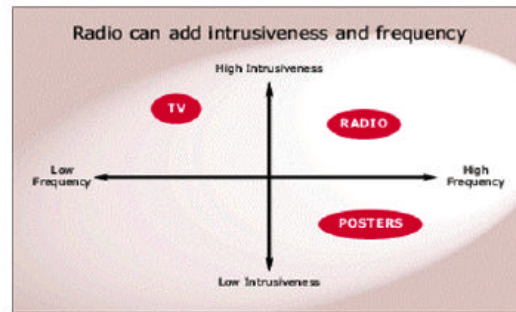 Radio can add intrusiveness and frequency
High Intrusiveness
TV
RADIO
Low
Frequency
High
Frequency
POSTERS
Low Intrusiveness